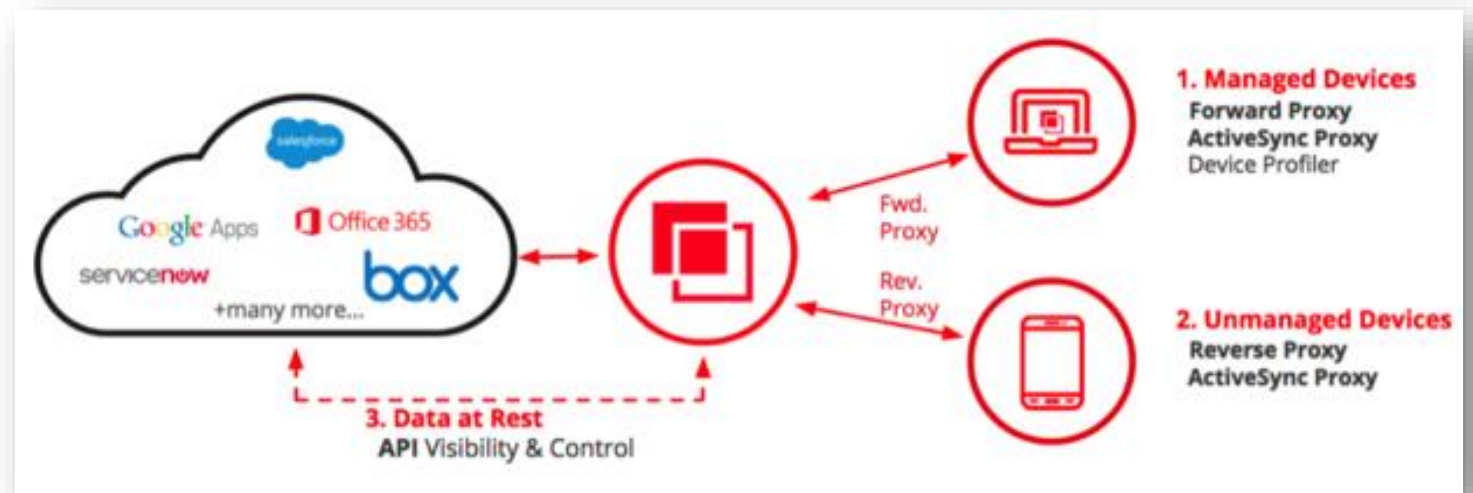 salesforce
Google Apps
Office 365
servicenow
box
+many more...
Fwd.
Proxy
Rev.
Proxy
1. Managed Devices
Forward Proxy
ActiveSync Proxy
Device Profiler
2. Unmanaged Devices
Reverse Proxy
ActiveSync Proxy
3. Data at Rest
API Visibility & Control